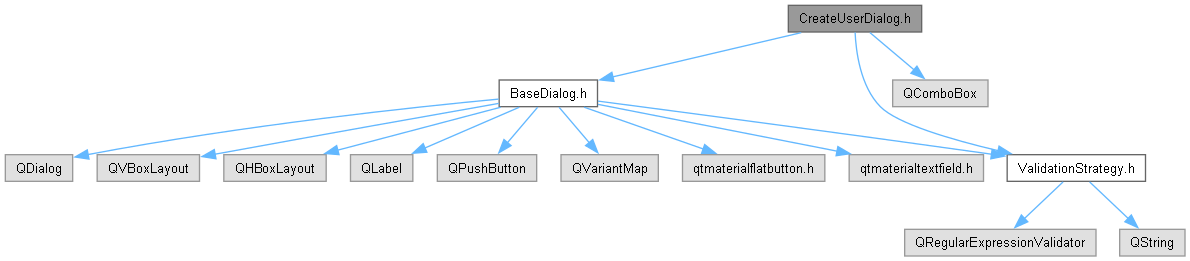 CreateUserDialog.h
BaseDialog.h
QComboBox
QDialog
QVBoxLayout
QHBoxLayout
QLabel
QPushButton
QVariantMap
qtmaterialflatbutton.h
qtmaterialtextfield.h
ValidationStrategy.h
QRegularExpressionValidator
QString